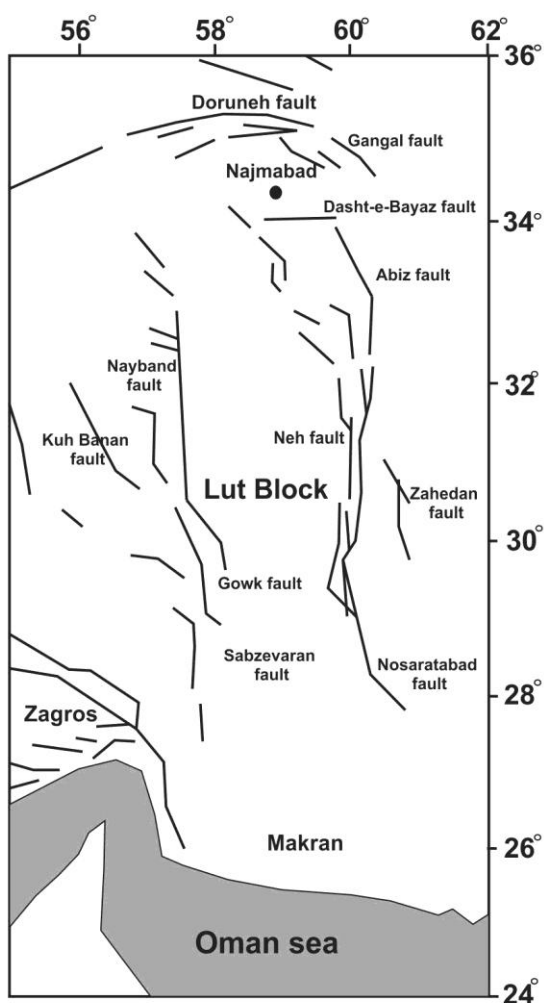 56° 58° 60° 62°
36°
Doruneh fault
Gangal fault
Najmabad
Dasht-e-Bayaz fault
34°
Abiz fault
32°
Nayband
fault
Kuh Banan
fault
Neh fault
Lut Block
Zahedan
fault
30°
Gowk fault
Sabzevaran
fault
Nosaratabad
fault
28°
Zagros
Makran
26°
Oman sea
24°